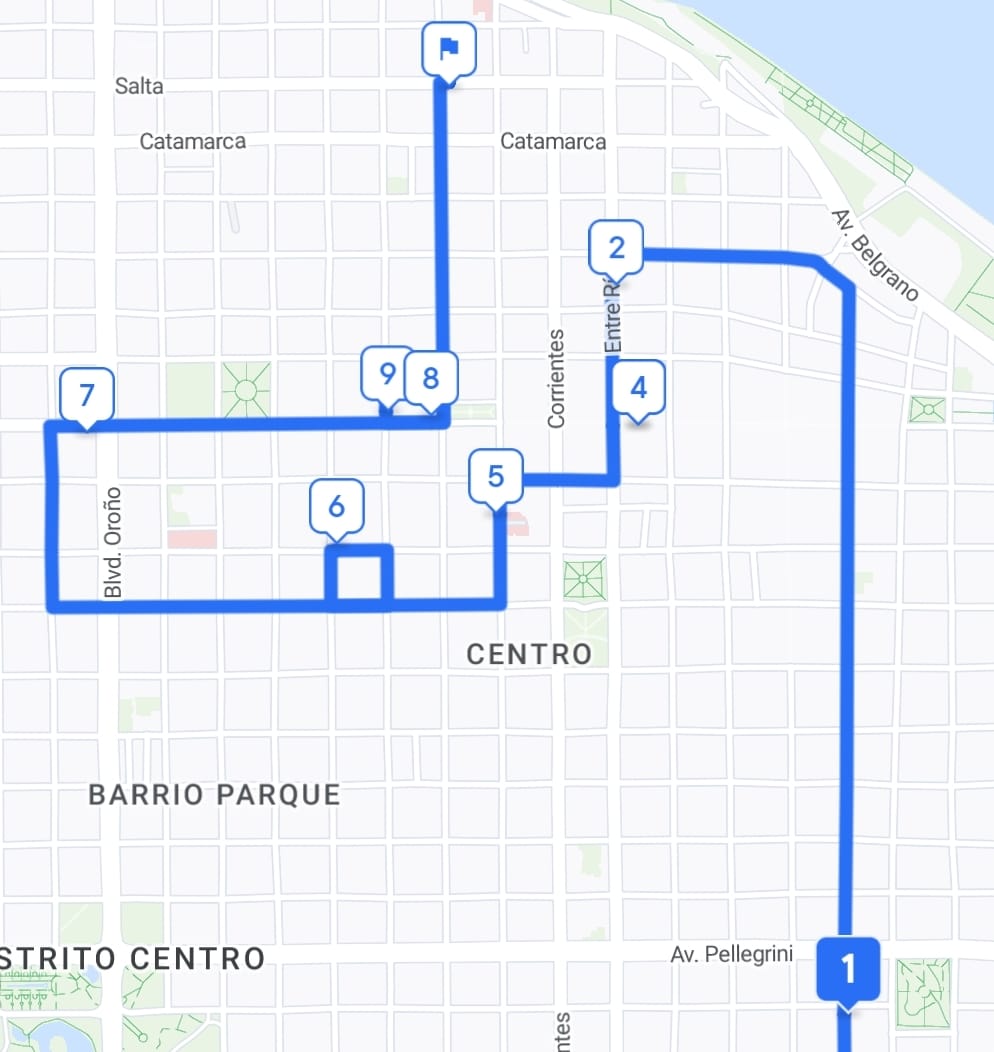 Salta
Catamarca
Catamarca
2
Av. Belgrano
Entre Rí
Corrientes
9
8
7
4
5
6
Blvd. Oroño
CENTRO
BARRIO PARQUE
STRITO CENTRO
Av. Pellegrini
1
ntes